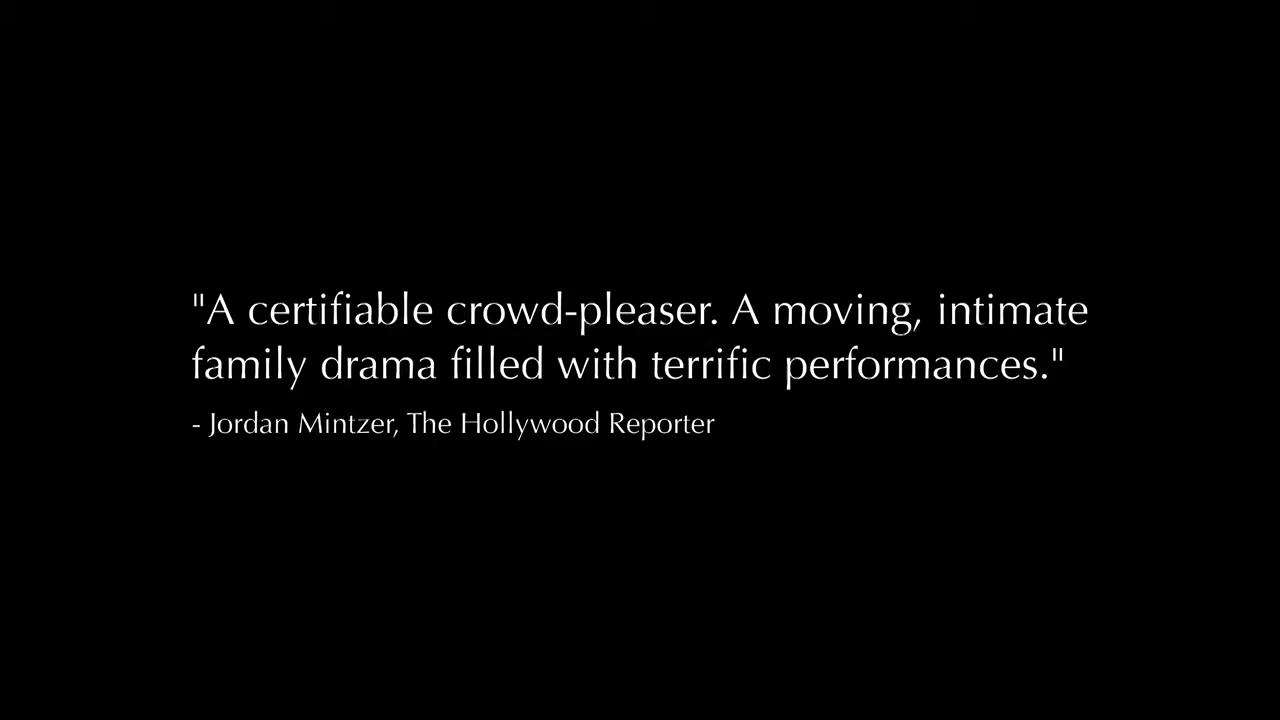 "A certifiable crowd-pleaser. A moving, intimate
family drama filled with terrific performances."
- Jordan Mintzer, The Hollywood Reporter